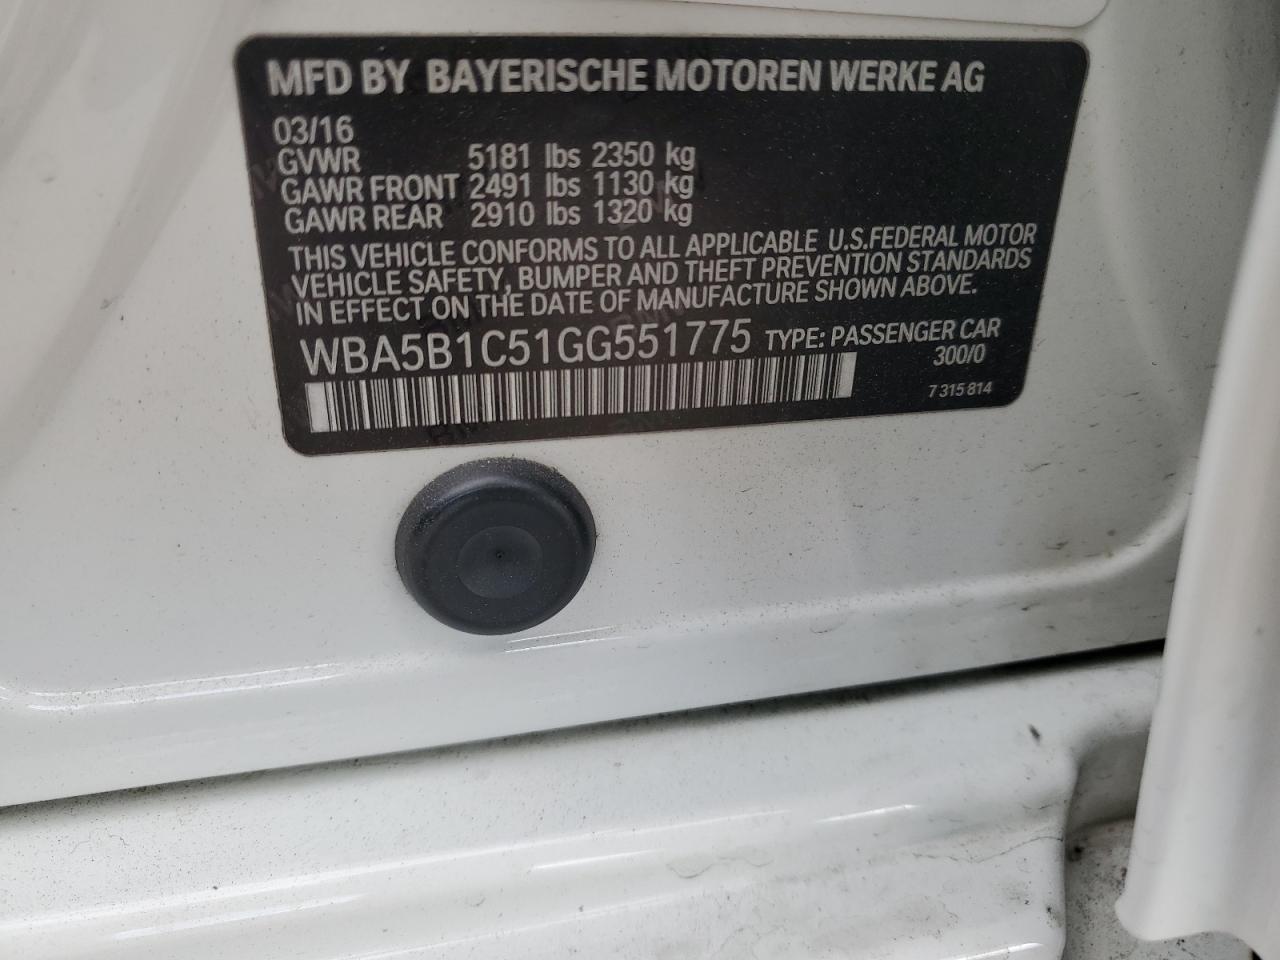 MFD BY BAYERISCHE MOTOREN WERKE AG
03/16
GVWR 5181 lbs 2350 kg
GAWR FRONT 2491 lbs 1130 kg
GAWR REAR 2910 lbs 1320 kg
THIS VEHICLE CONFORMS TO ALL APPLICABLE U.S.FEDERAL MOTOR
VEHICLE SAFETY, BUMPER AND THEFT PREVENTION STANDARDS
IN EFFECT ON THE DATE OF MANUFACTURE SHOWN ABOVE.
WBA5B1C51GG551775 TYPE: PASSENGER CAR
300/0
7 315 814